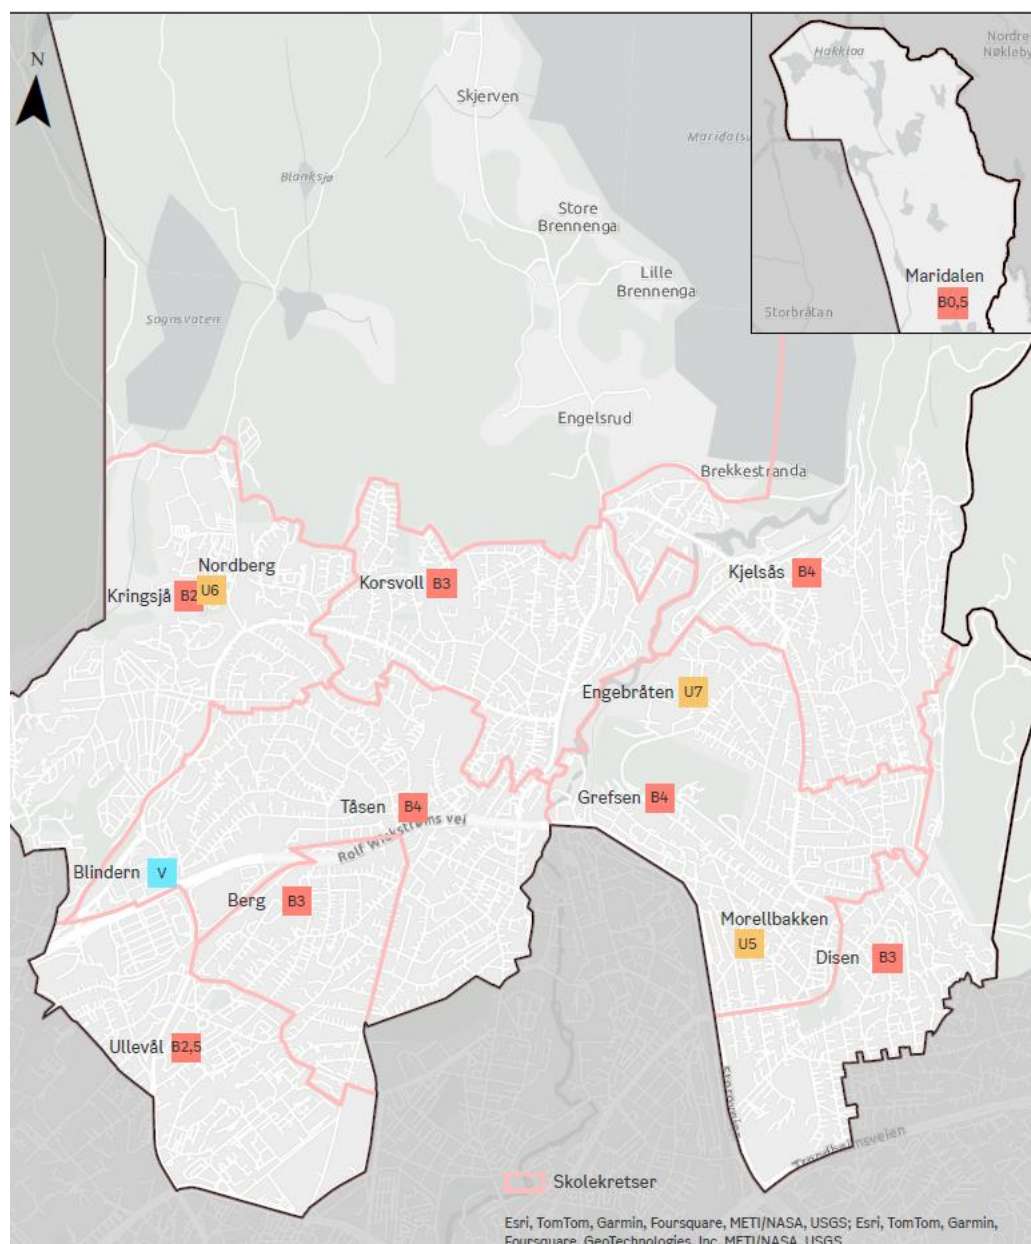 N
Skjerven
Hakkloa
Nordre
Maridalsv
Blanksjø
Store
Brennenga
Lille
Brennenga
Maridalen
B0,5
Storbråtan
Sognsvaten
Engelsrud
Brekkestranda
Nordberg
Kringsjå
B2
U6
Korsvoll
B3
Kjelsås
B4
Engebråten
U7
Grefsen
B4
Tåsen
B4
Rolf Wickstrøms vei
Blindern
V
Berg
B3
Morellbakken
U5
Disen
B3
Ullevål
B2,5
Storoveien
Trondheimsveien
Skolekretser
Esri, TomTom, Garmin, Foursquare, METI/NASA, USGS; Esri, TomTom, Garmin,
Foursquare, GeoTechnologies, Inc, METI/NASA, USGS